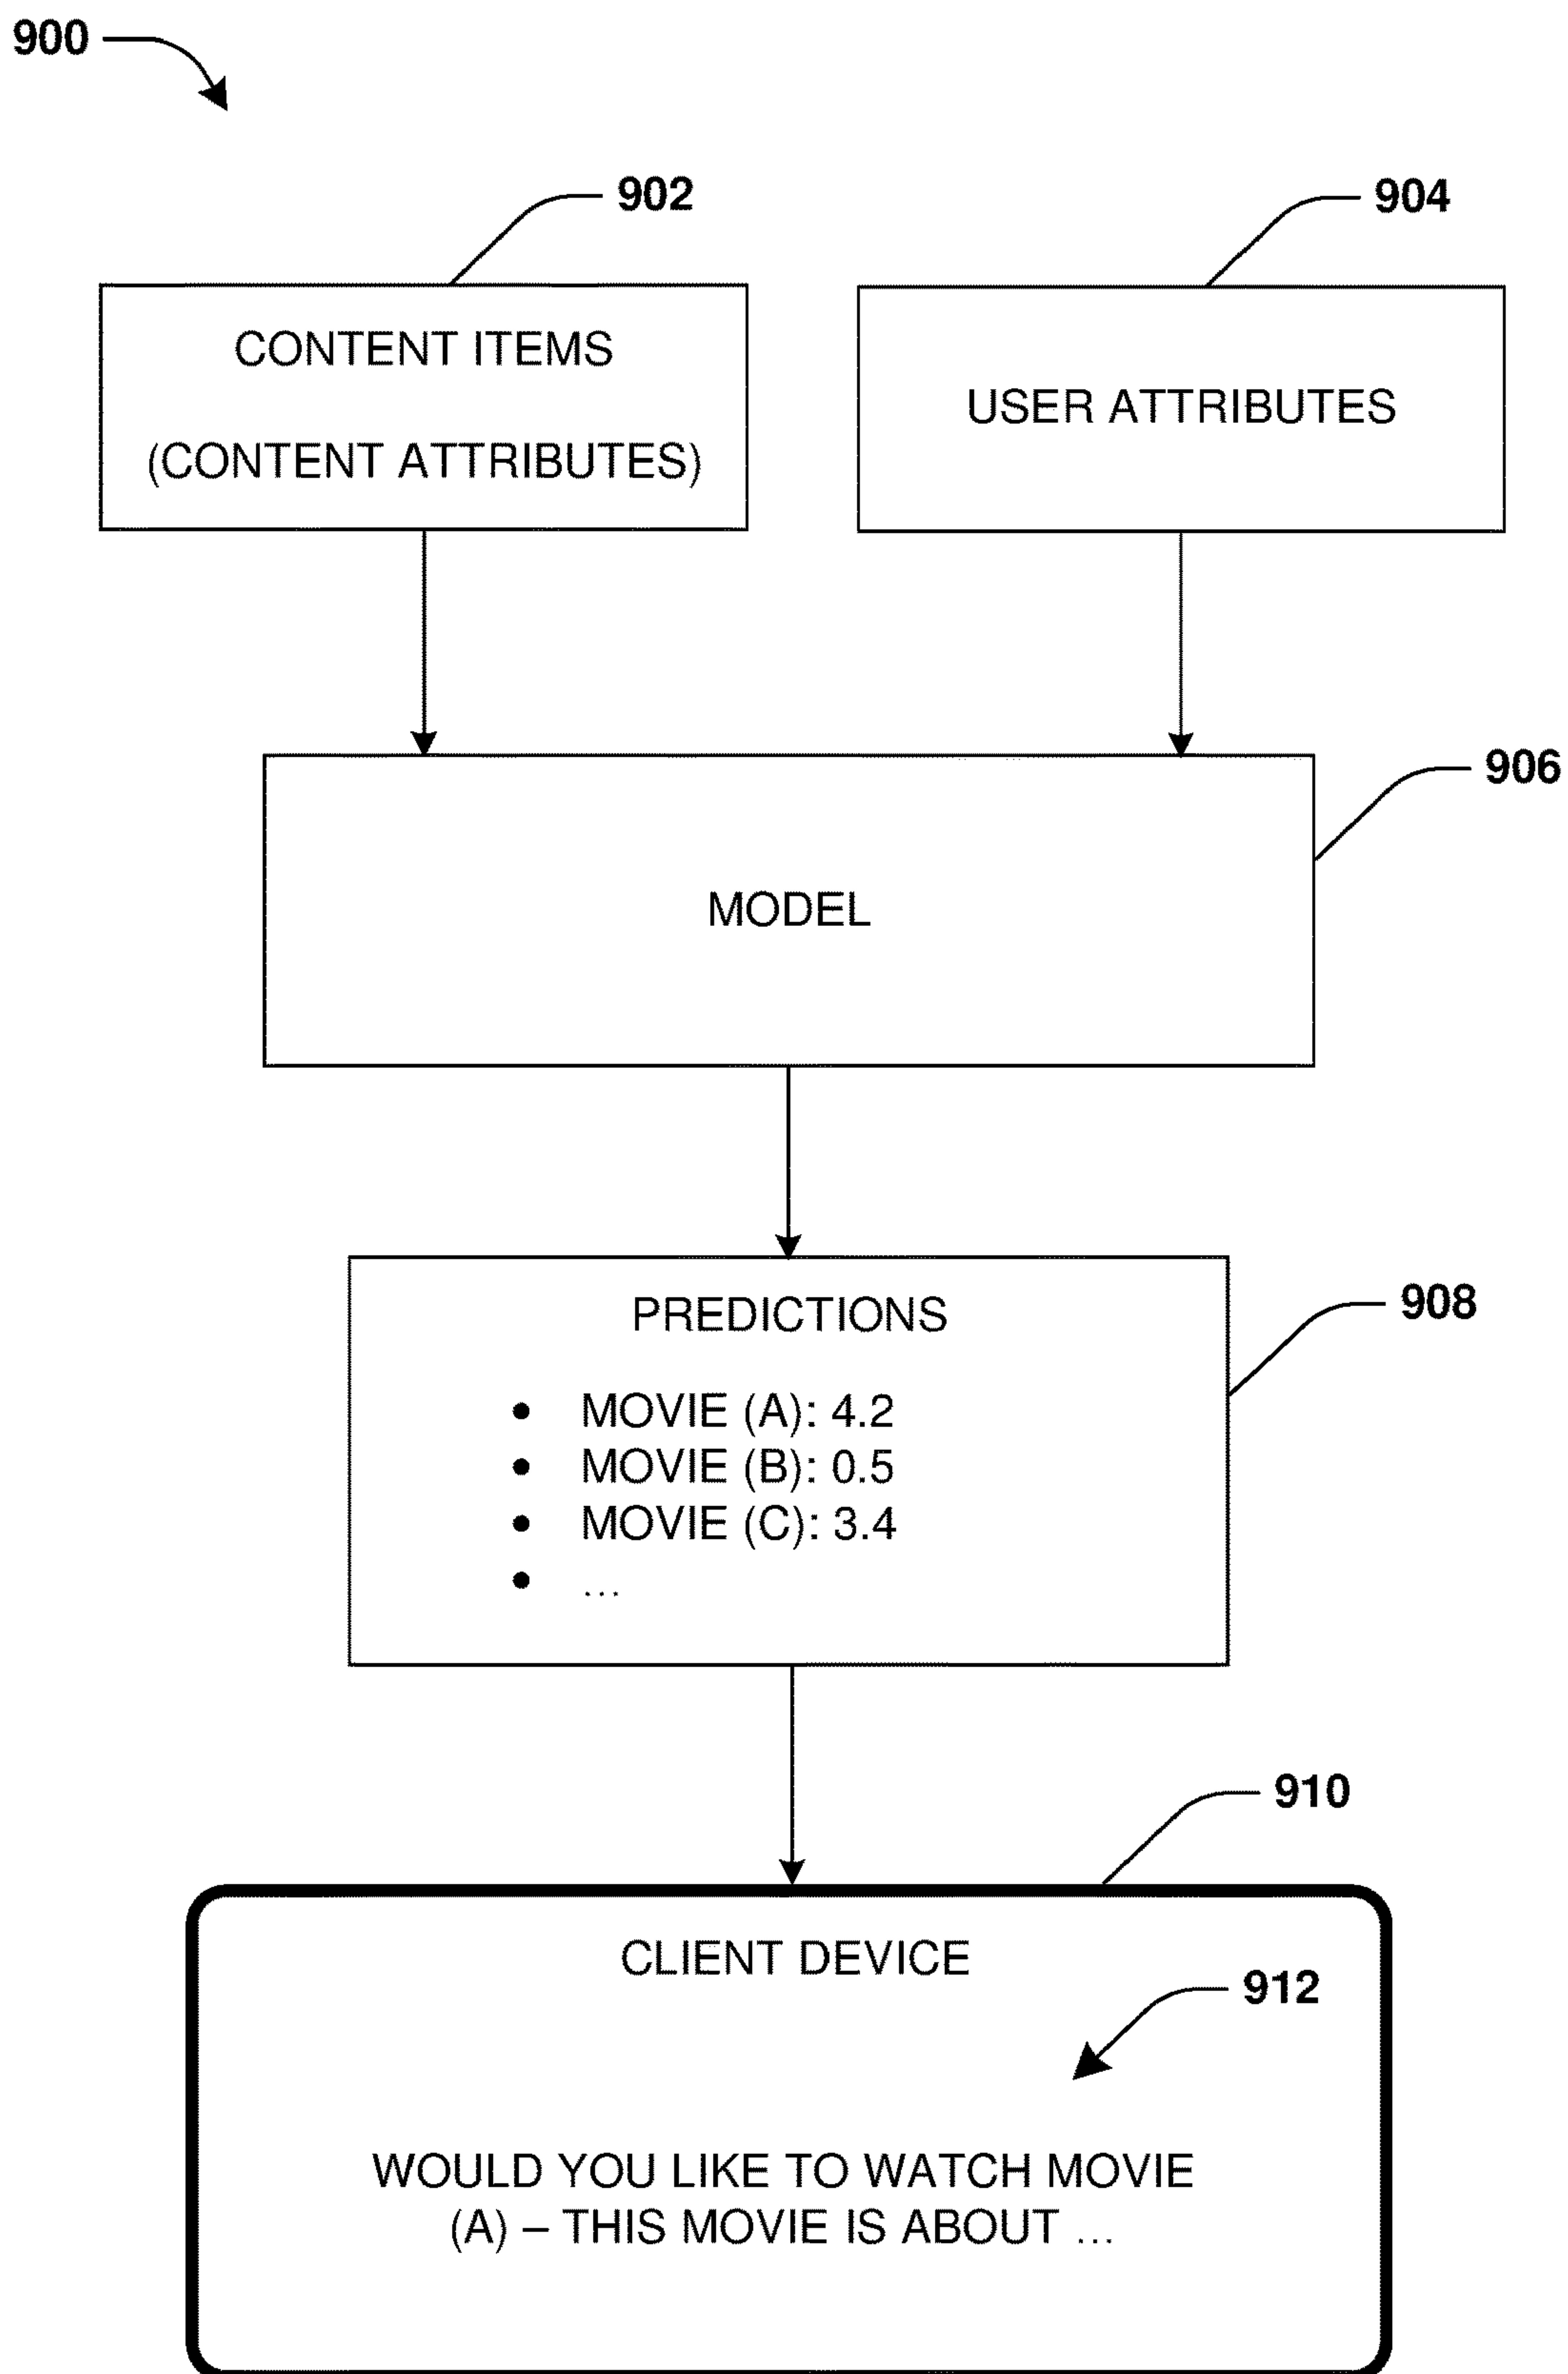 900
902
904
CONTENT ITEMS
(CONTENT ATTRIBUTES)
USER ATTRIBUTES
906
MODEL
908
PREDICTIONS
• MOVIE (A): 4.2
• MOVIE (B): 0.5
• MOVIE (C): 3.4
• ...
910
CLIENT DEVICE
912
WOULD YOU LIKE TO WATCH MOVIE
(A) – THIS MOVIE IS ABOUT ...